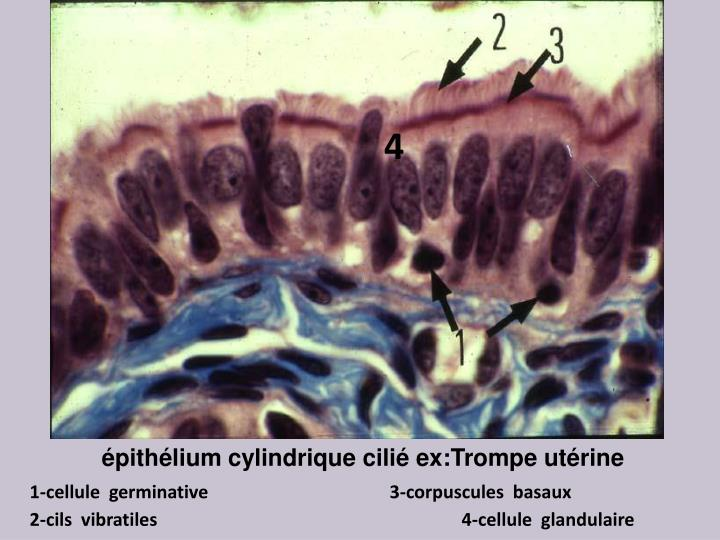 2
3
4
1
épithélium cylindrique cilié ex:Trompe utérine
1-cellule germinative 3-corpuscules basaux
2-cils vibratiles 4-cellule glandulaire